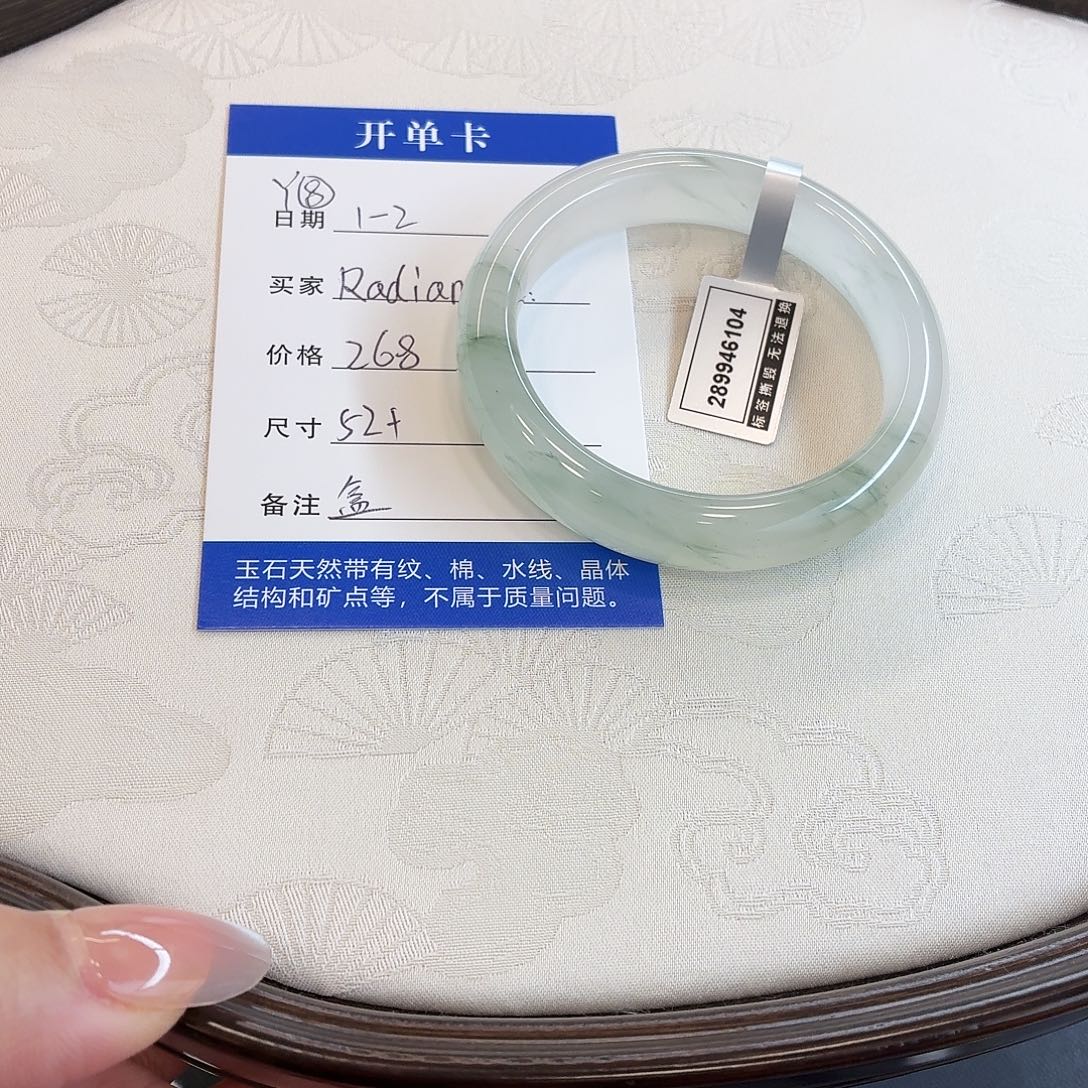 开单卡
Y⑧
日期 1-2
买家 Radian
价格 268
尺寸 52+
备注 盒
玉石天然带有纹、棉、水线、晶体
结构和矿点等，不属于质量问题。
289946104
标签撕毁 无法退换